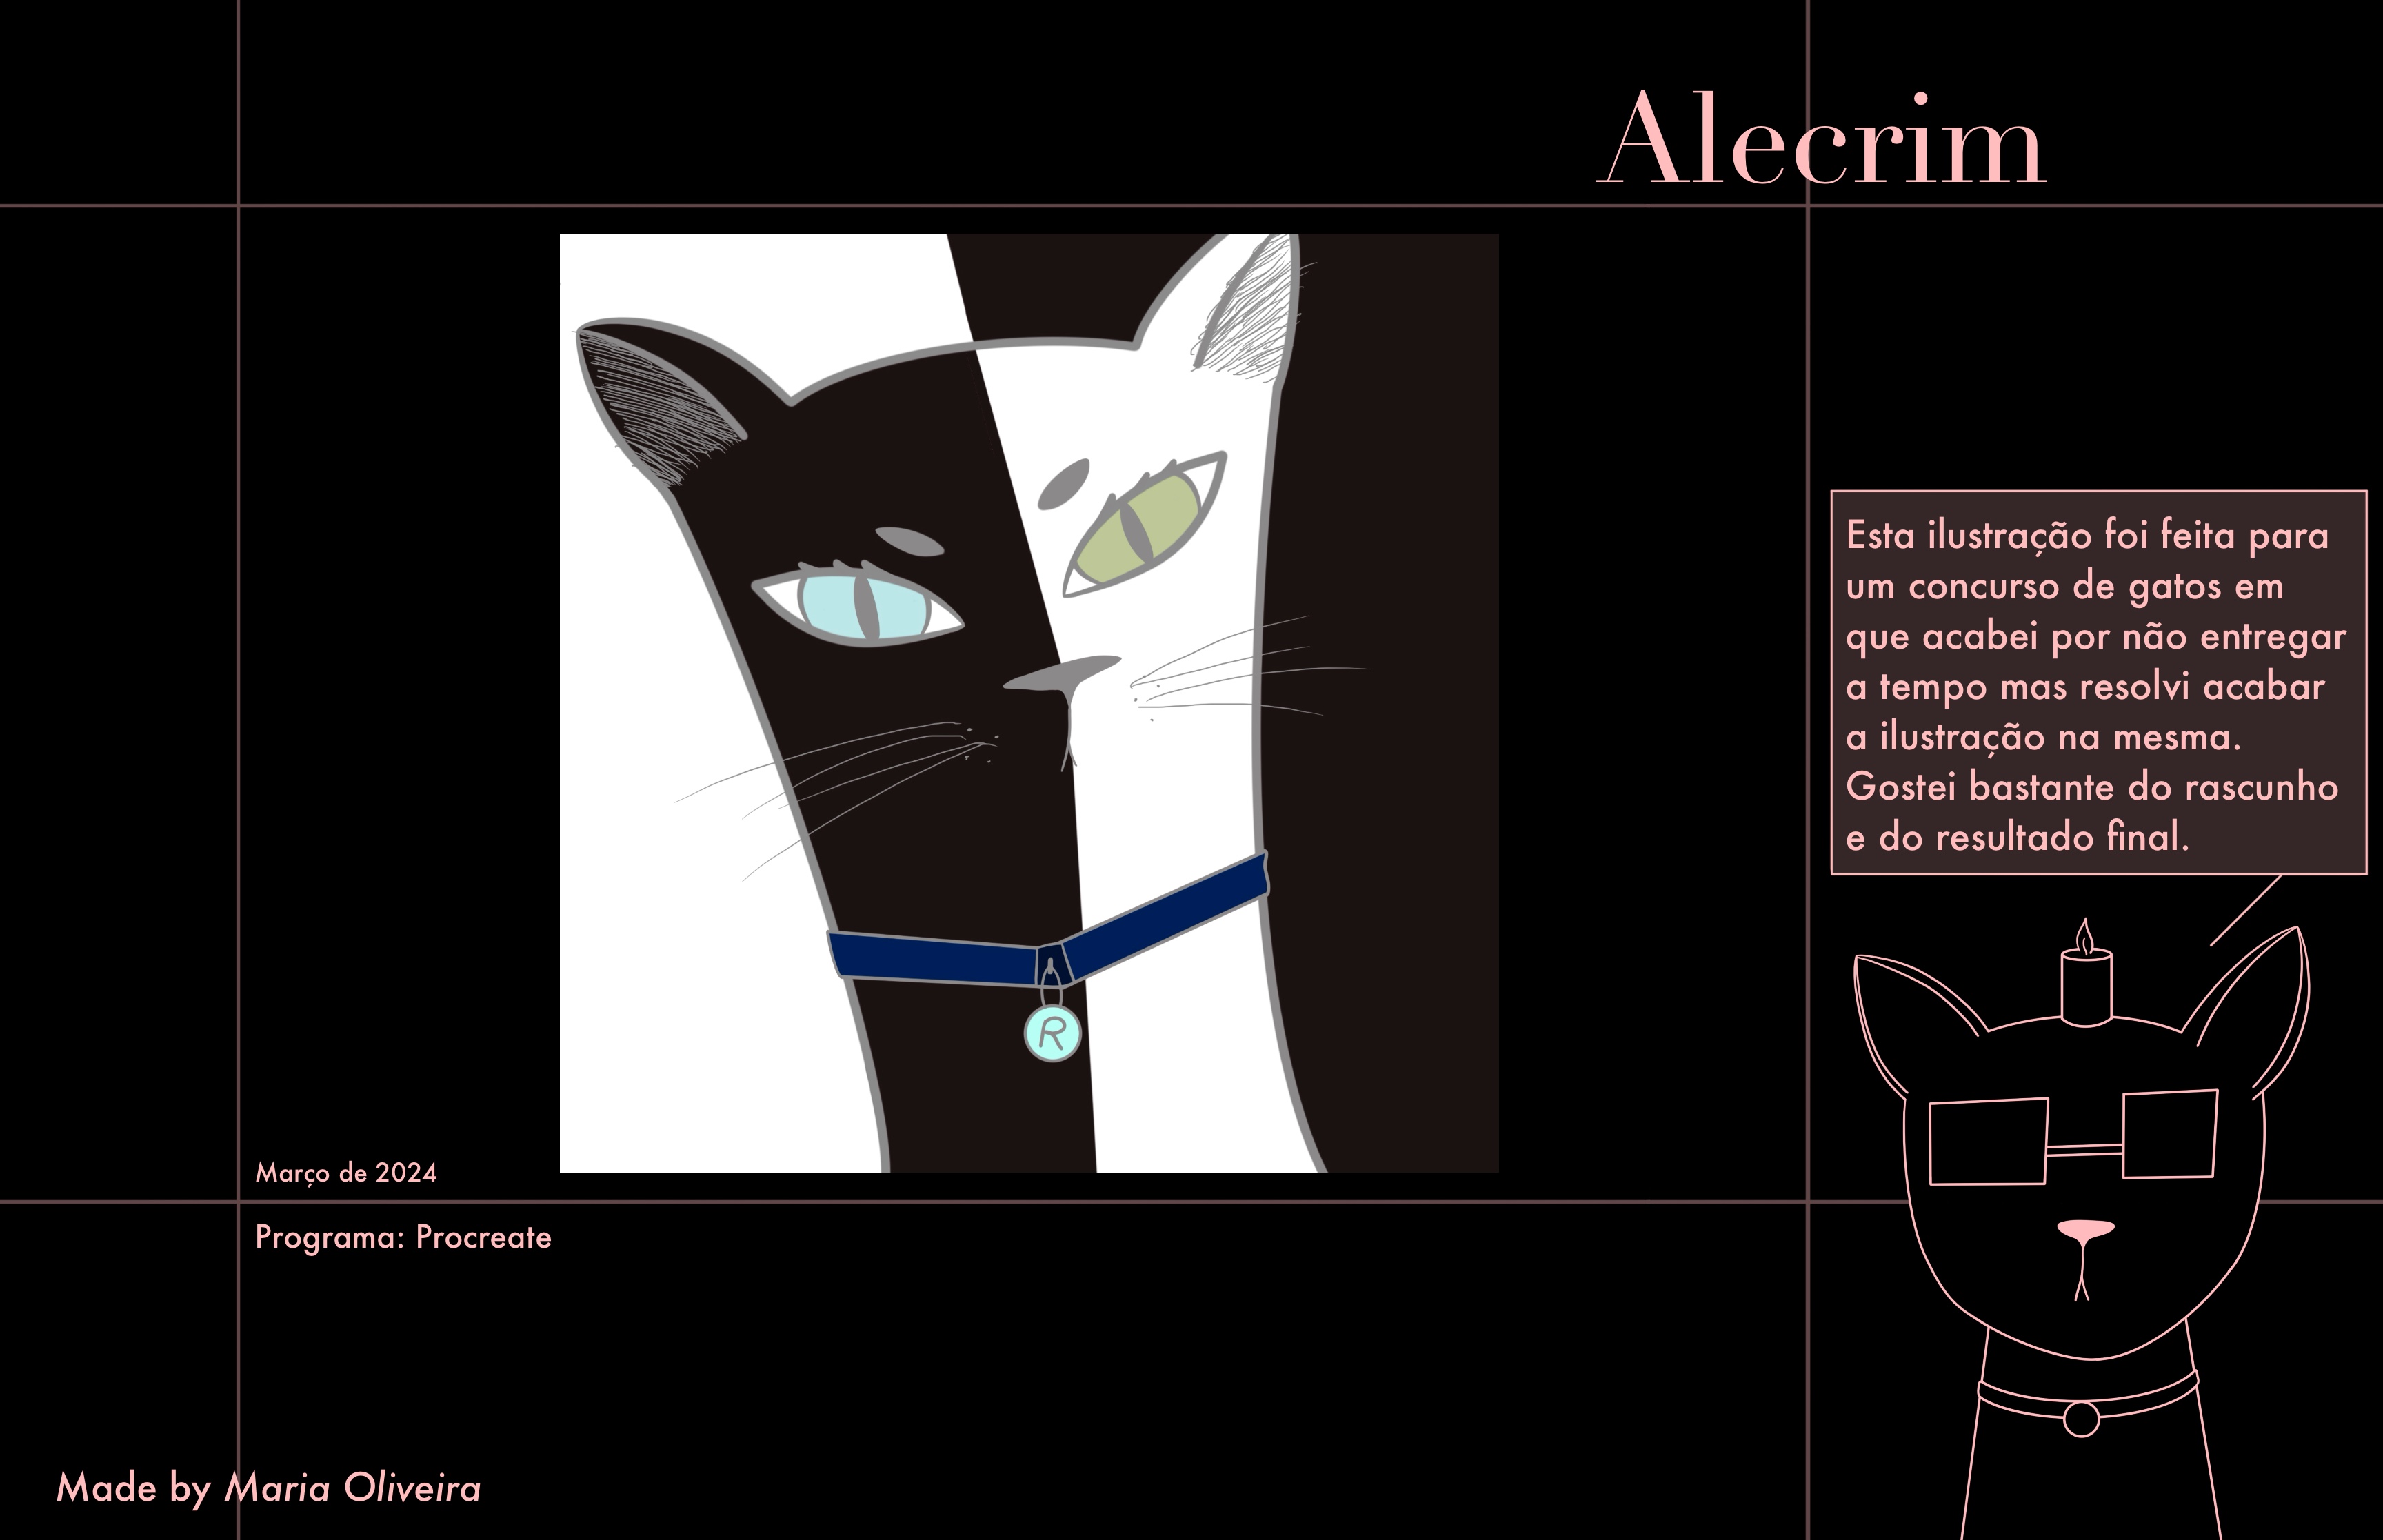 Alecrim
Esta ilustração foi feita para
um concurso de gatos em
que acabei por não entregar
a tempo mas resolvi acabar
a ilustração na mesma.
Gostei bastante do rascunho
e do resultado final.
R
Março de 2024
Programa: Procreate
Made by Maria Oliveira